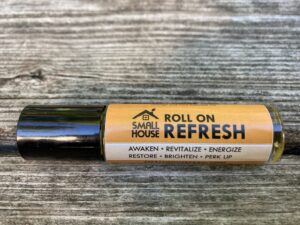 SMALL
HOUSE
ROLL ON
REFRESH
AWAKEN • REVITALIZE • ENERGIZE
RESTORE • BRIGHTEN • PERK UP